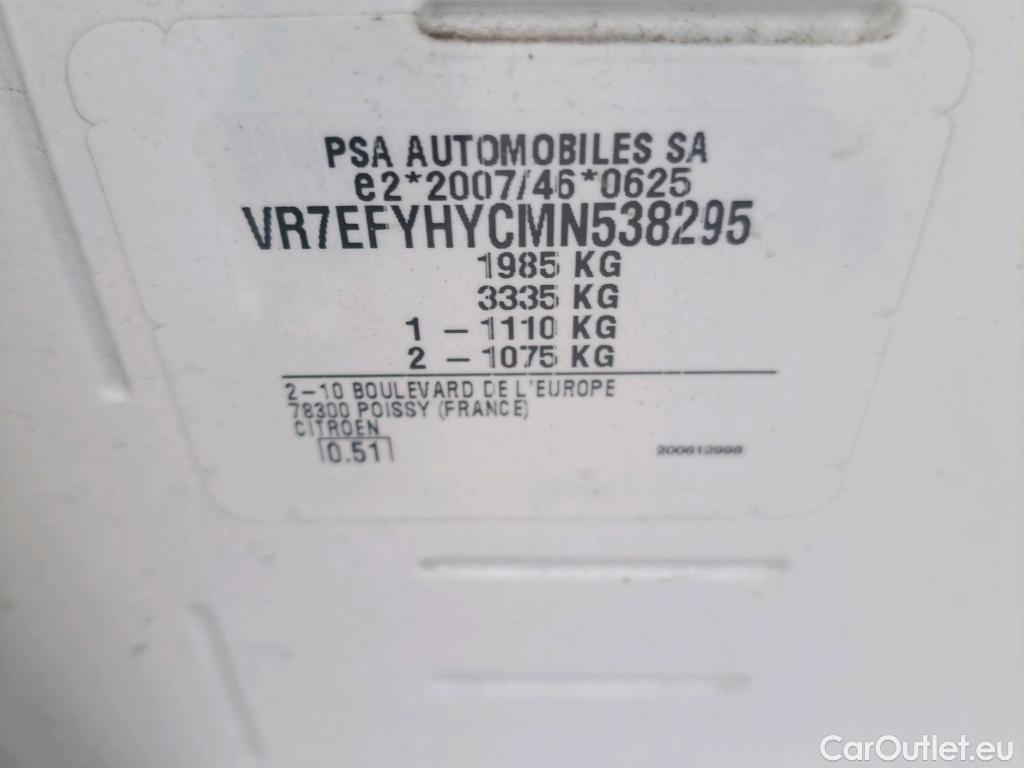 PSA AUTOMOBILES SA
e2*2007/46*0625
VR7EFYHYCMN538295
1985 KG
3335 KG
1 – 1110 KG
2 – 1075 KG
2–10 BOULEVARD DE L'EUROPE
78300 POISSY (FRANCE)
CITROEN
0.51
200612998
CarOutlet.eu